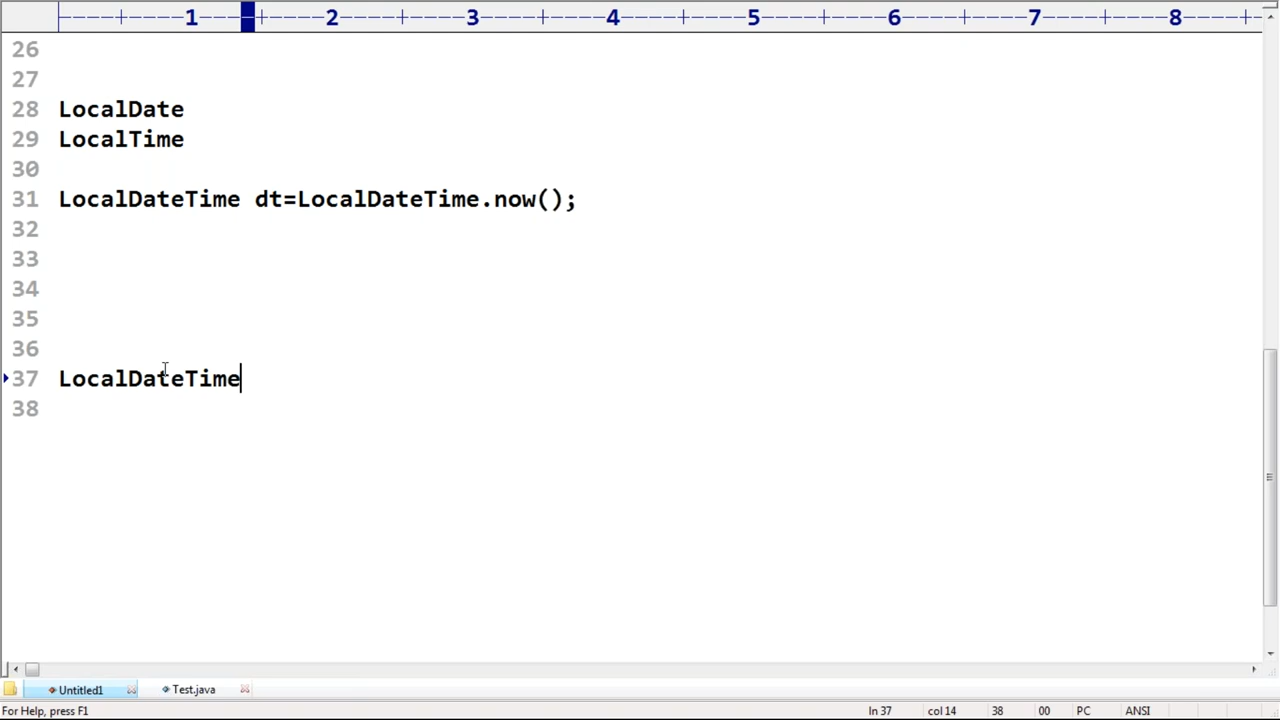 1 2 3 4 5 6 7 8
26
27
28 LocalDate
29 LocalTime
30
31 LocalDateTime dt=LocalDateTime.now();
32
33
34
35
36
37 LocalDateTime
38
Untitled1 Test.java
For Help, press F1 ln 37 col 14 38 00 PC ANSI